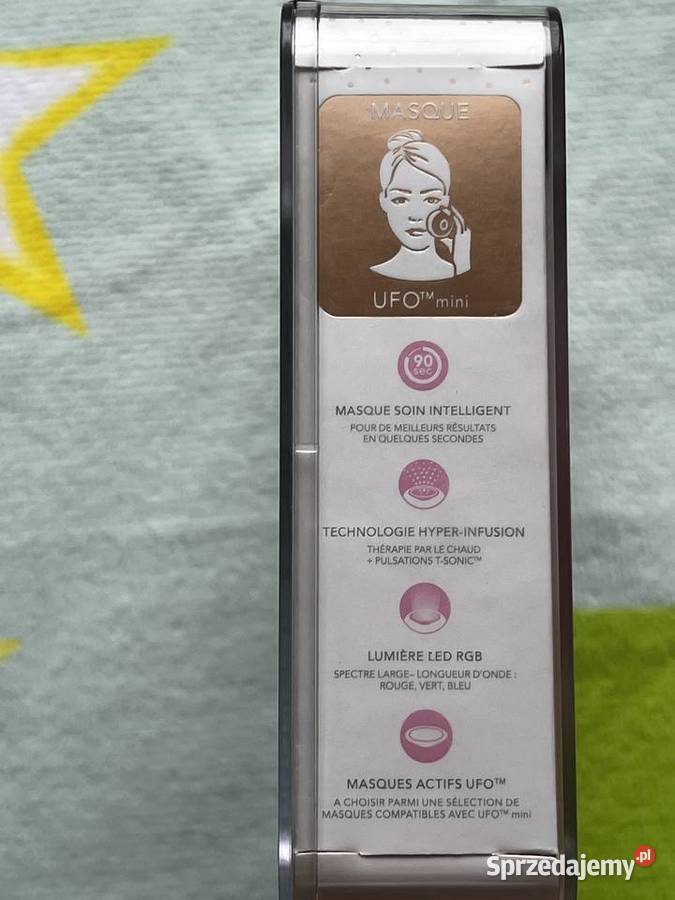 MASQUE
UFO™ mini
90
sec
MASQUE SOIN INTELLIGENT
POUR DE MEILLEURS RÉSULTATS
EN QUELQUES SECONDES
TECHNOLOGIE HYPER-INFUSION
THÉRAPIE PAR LE CHAUD
+ PULSATIONS T-SONIC™
LUMIÈRE LED RGB
SPECTRE LARGE– LONGUEUR D'ONDE :
ROUGE, VERT, BLEU
MASQUES ACTIFS UFO™
A CHOISIR PARMI UNE SÉLECTION DE
MASQUES COMPATIBLES AVEC UFO™ mini
Sprzedajemy.pl